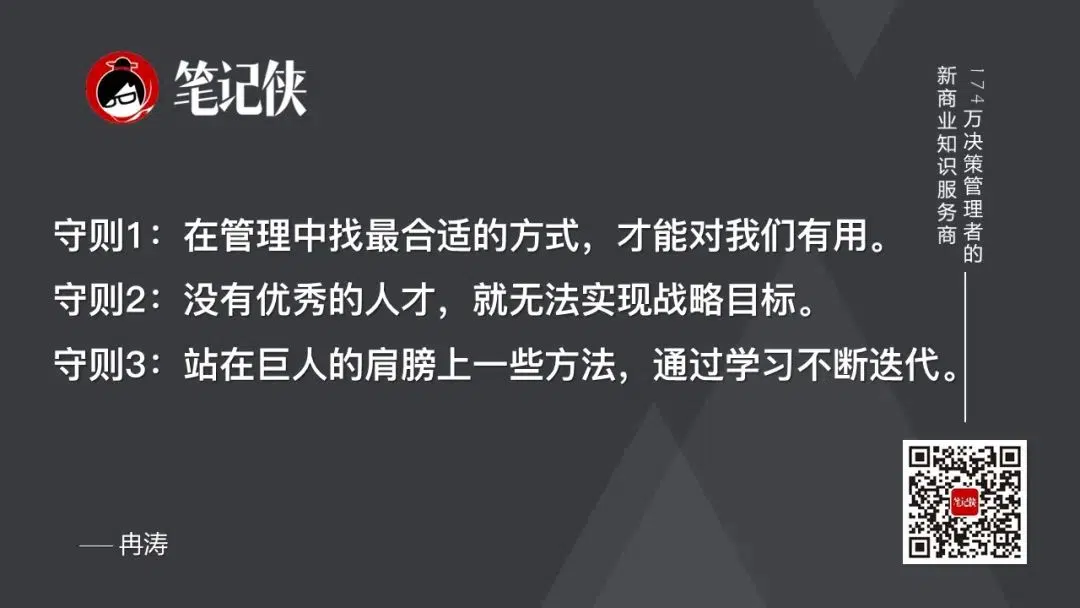 笔记侠
174万决策管理者的
新商业知识服务商
守则1：在管理中找最合适的方式，才能对我们有用。
守则2：没有优秀的人才，就无法实现战略目标。
守则3：站在巨人的肩膀上一些方法，通过学习不断迭代。
—— 冉涛
笔记侠